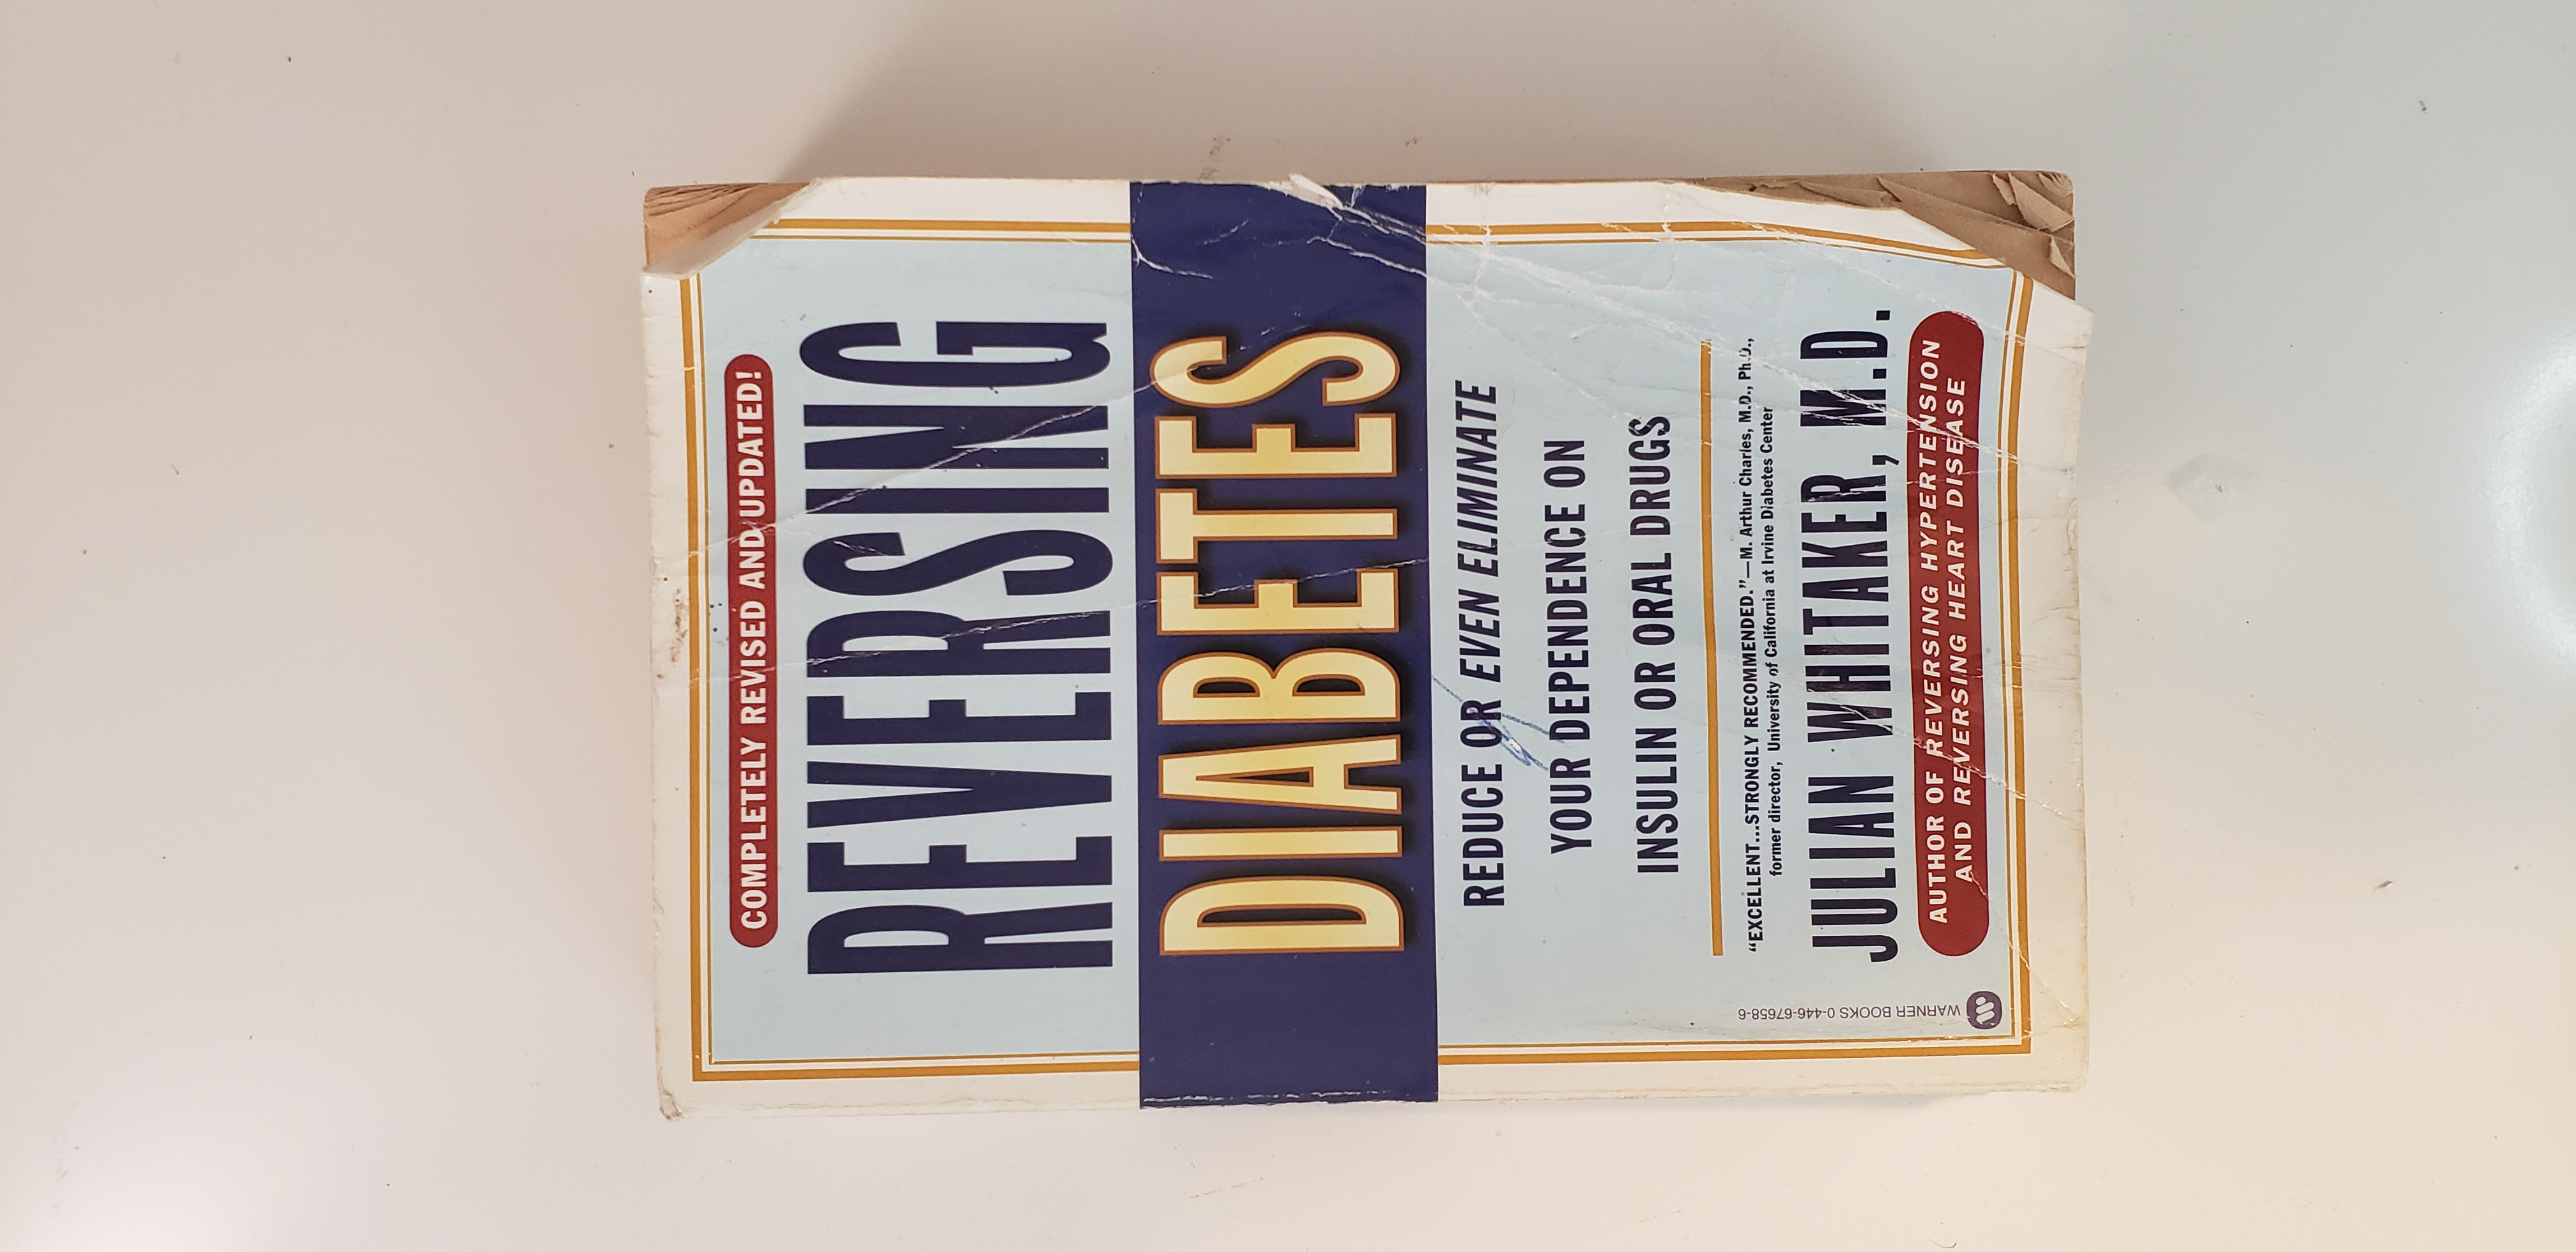 COMPLETELY REVISED AND UPDATED!
REVERSING
DIABETES
REDUCE OR EVEN ELIMINATE
YOUR DEPENDENCE ON
INSULIN OR ORAL DRUGS
“EXCELLENT...STRONGLY RECOMMENDED.”—M. Arthur Charles, M.D., Ph.D.,
former director, University of California at Irvine Diabetes Center
JULIAN WHITAKER, M.D.
AUTHOR OF REVERSING HYPERTENSION
AND REVERSING HEART DISEASE
WARNER BOOKS 0-446-67658-6